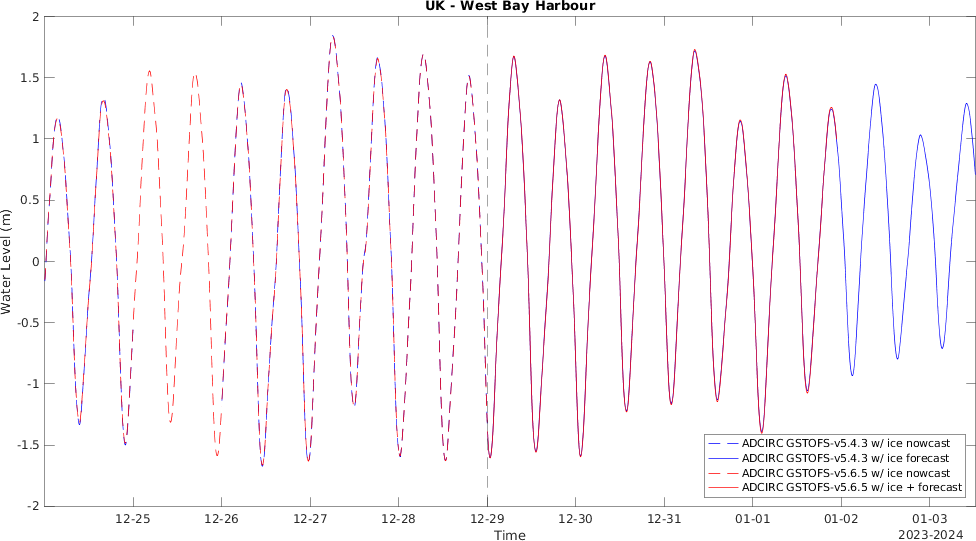 UK - West Bay Harbour
2
1.5
1
0.5
0
-0.5
-1
-1.5
-2
Water Level (m)
12-25 12-26 12-27 12-28 12-29 12-30 12-31 01-01 01-02 01-03
Time
2023-2024
ADCIRC GSTOFS-v5.4.3 w/ ice nowcast
ADCIRC GSTOFS-v5.4.3 w/ ice forecast
ADCIRC GSTOFS-v5.6.5 w/ ice nowcast
ADCIRC GSTOFS-v5.6.5 w/ ice + forecast